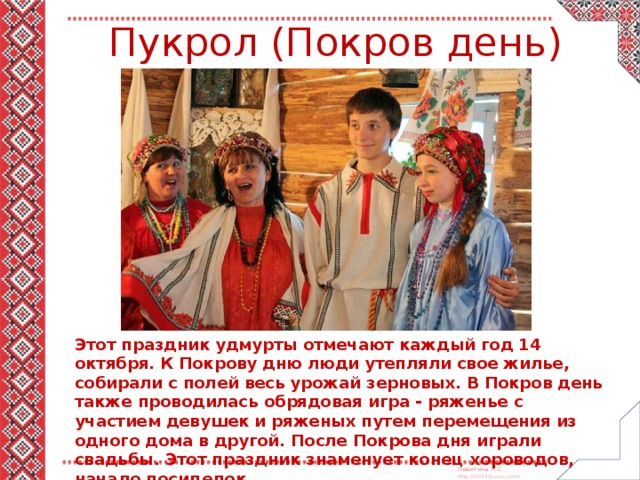 Пукрол (Покров день)
Этот праздник удмурты отмечают каждый год 14
октября. К Покрову дню люди утепляли свое жилье,
собирали с полей весь урожай зерновых. В Покров день
также проводилась обрядовая игра - ряженье с
участием девушек и ряженых путем перемещения из
одного дома в другой. После Покрова дня играли
свадьбы. Этот праздник знаменует конец хороводов,
начало посиделок